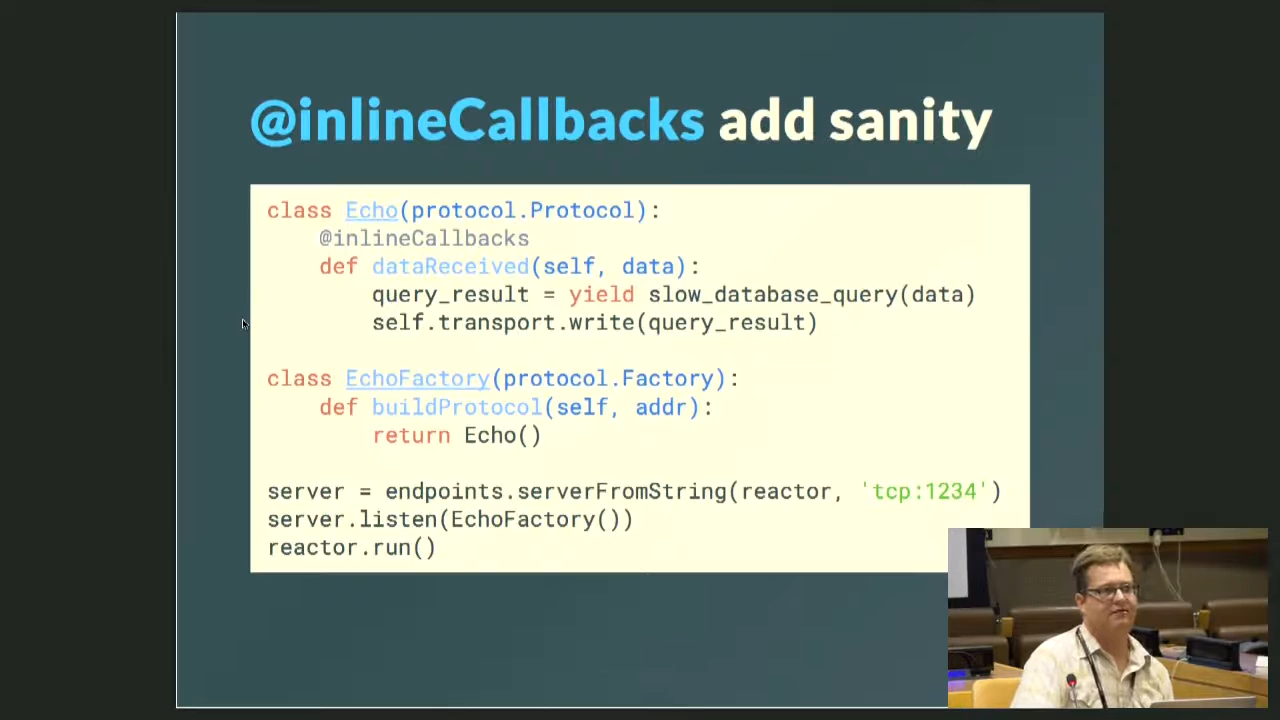 @inlineCallbacks add sanity
class Echo(protocol.Protocol):
    @inlineCallbacks
    def dataReceived(self, data):
        query_result = yield slow_database_query(data)
        self.transport.write(query_result)
class EchoFactory(protocol.Factory):
    def buildProtocol(self, addr):
        return Echo()
server = endpoints.serverFromString(reactor, 'tcp:1234')
server.listen(EchoFactory())
reactor.run()